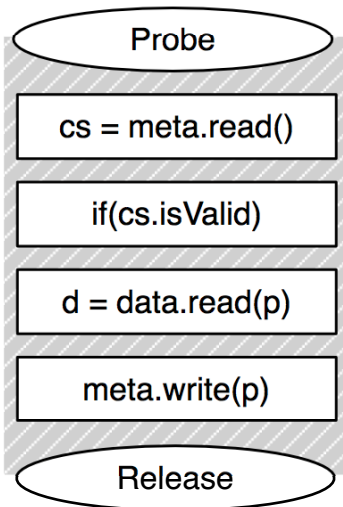 Probe
cs = meta.read()
if(cs.isValid)
d = data.read(p)
meta.write(p)
Release